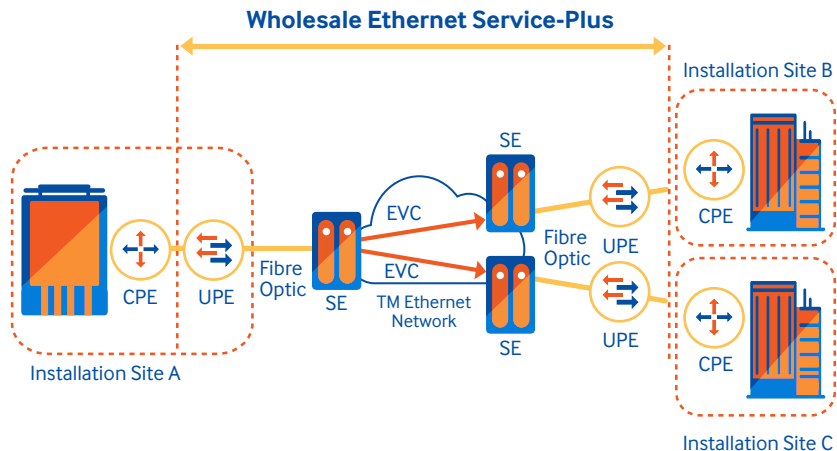 Wholesale Ethernet Service-Plus
Installation Site B
SE
CPE
EVC
UPE
Fibre
Optic
CPE
UPE
Fibre
Optic
SE
EVC
TM Ethernet
Network
SE
UPE
CPE
Installation Site A
Installation Site C